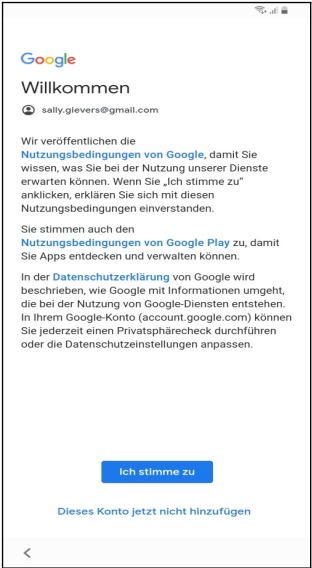 Google
Willkommen
sally.gievers@gmail.com
Wir veröffentlichen die
Nutzungsbedingungen von Google, damit Sie
wissen, was Sie bei der Nutzung unserer Dienste
erwarten können. Wenn Sie „Ich stimme zu"
anklicken, erklären Sie sich mit diesen
Nutzungsbedingungen einverstanden.
Sie stimmen auch den
Nutzungsbedingungen von Google Play zu, damit
Sie Apps entdecken und verwalten können.
In der Datenschutzerklärung von Google wird
beschrieben, wie Google mit Informationen umgeht,
die bei der Nutzung von Google-Diensten entstehen.
In Ihrem Google-Konto (account.google.com) können
Sie jederzeit einen Privatsphärecheck durchführen
oder die Datenschutzeinstellungen anpassen.
Ich stimme zu
Dieses Konto jetzt nicht hinzufügen